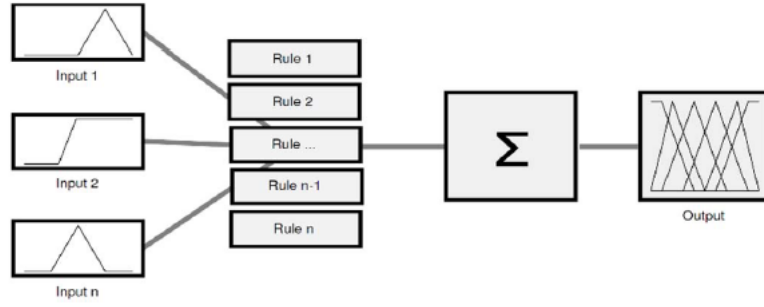 Input 1
Input 2
Input n
Rule 1
Rule 2
Rule ...
Rule n-1
Rule n
Σ
Output